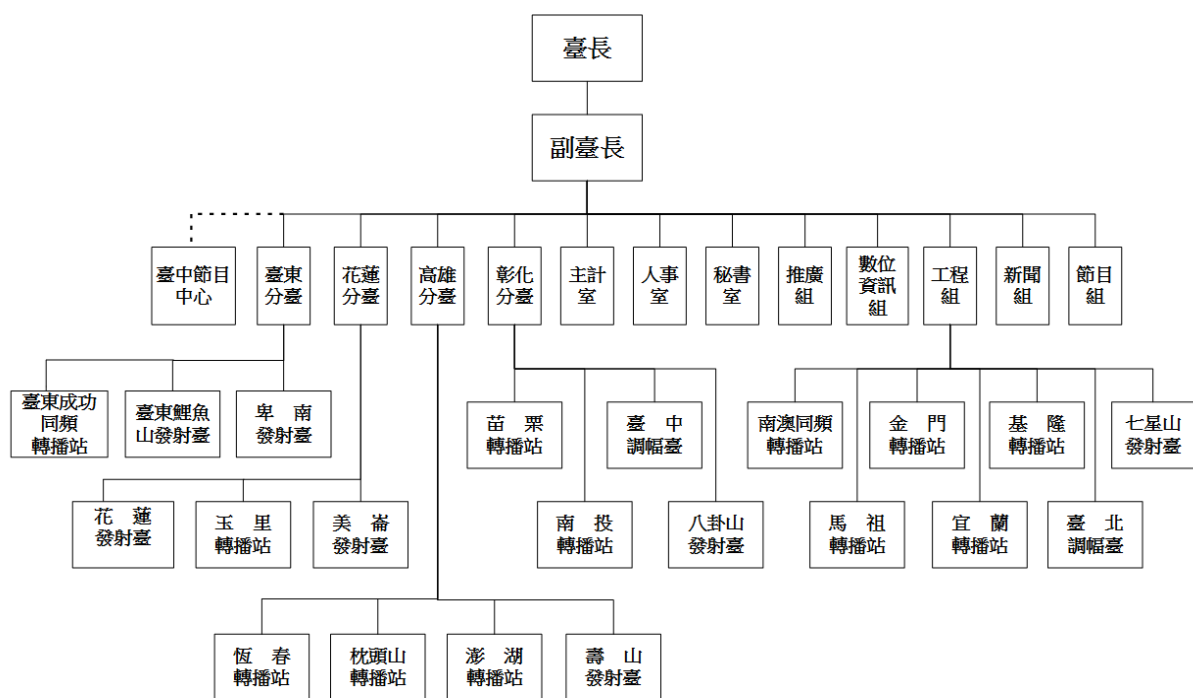 臺長
副臺長
臺中節目
中心
臺東
分臺
花蓮
分臺
高雄
分臺
彰化
分臺
主計
室
人事
室
秘書
室
推廣
組
數位
資訊
組
工程
組
新聞
組
節目
組
臺東成功
同頻
轉播站
臺東鯉魚
山發射臺
卑　南
發射臺
苗　栗
轉播站
臺　中
調幅臺
南澳同頻
轉播站
金　門
轉播站
基　隆
轉播站
七星山
發射臺
花　蓮
發射臺
玉　里
轉播站
美　崙
發射臺
南　投
轉播站
八卦山
發射臺
馬　祖
轉播站
宜　蘭
轉播站
臺　北
調幅臺
恆　春
轉播站
枕頭山
轉播站
澎　湖
轉播站
壽　山
發射臺